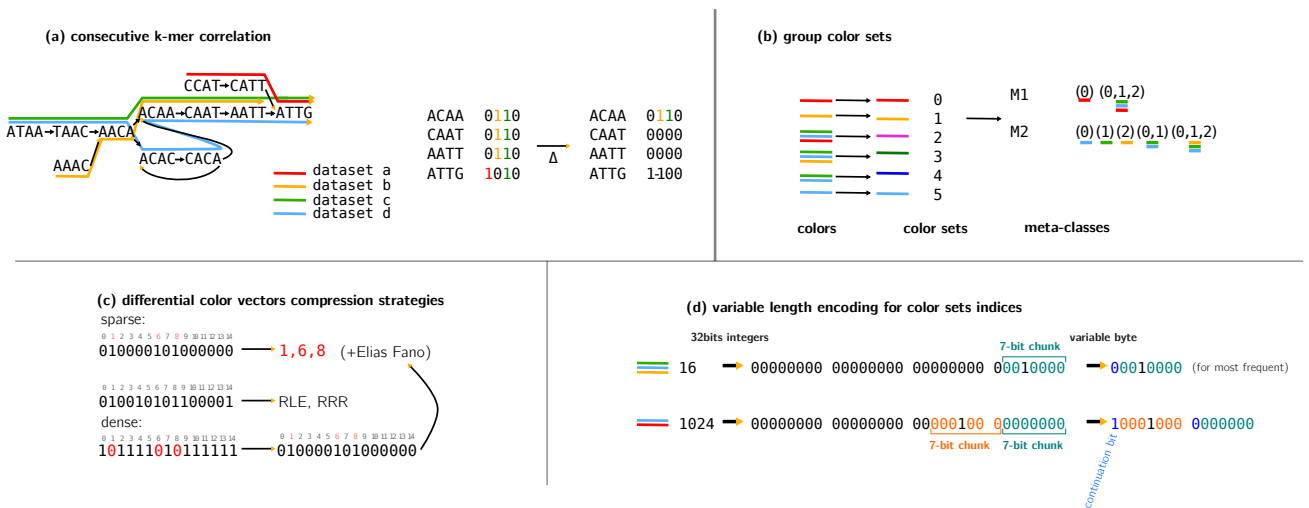 (a) consecutive k-mer correlation
CCAT→CATT
ACAA→CAAT→AATT→ATTG
ATAA→TAAC→AACA
AAAC
ACAC→CACA
dataset a
dataset b
dataset c
dataset d
ACAA 0110
CAAT 0110
AATT 0110
ATTG 1010
Δ
ACAA 0110
CAAT 0000
AATT 0000
ATTG 1-100
(b) group color sets
0
1
2
3
4
5
colors color sets meta-classes
M1 (0) (0,1,2)
M2 (0) (1) (2) (0,1) (0,1,2)
(c) differential color vectors compression strategies
sparse:
0 1 2 3 4 5 6 7 8 9 10 11 12 13 14
010000101000000 1,6,8 (+Elias Fano)
0 1 2 3 4 5 6 7 8 9 10 11 12 13 14
010010101100001 RLE, RRR
dense:
0 1 2 3 4 5 6 7 8 9 10 11 12 13 14
101111010111111
0 1 2 3 4 5 6 7 8 9 10 11 12 13 14
010000101000000
(d) variable length encoding for color sets indices
32bits integers variable byte
7-bit chunk
16 00000000 00000000 00000000 00010000 00010000 (for most frequent)
1024 00000000 00000000 00000100 00000000 10001000 0000000
7-bit chunk 7-bit chunk
continuation bit